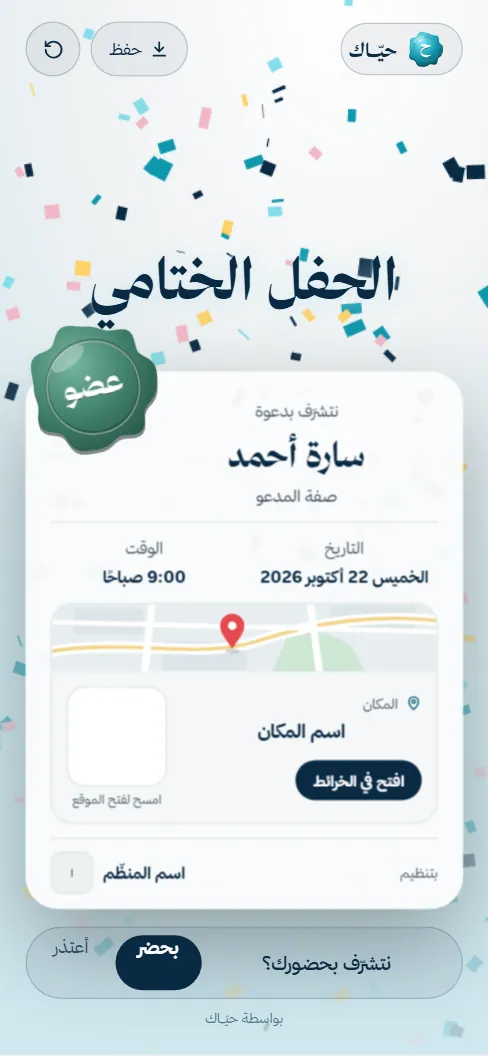 حيّاك
حفظ
الحفل الختامي
عضو
نتشرّف بدعوة
سارة أحمد
صفة المدعو
التاريخ
الوقت
الخميس 22 أكتوبر 2026
9:00 صباحًا
المكان
اسم المكان
افتح في الخرائط
امسح لفتح الموقع
بتنظيم
اسم المنظّم
ا
نتشرّف بحضورك؟
بحضر
أعتذر
بواسطة حيّاك